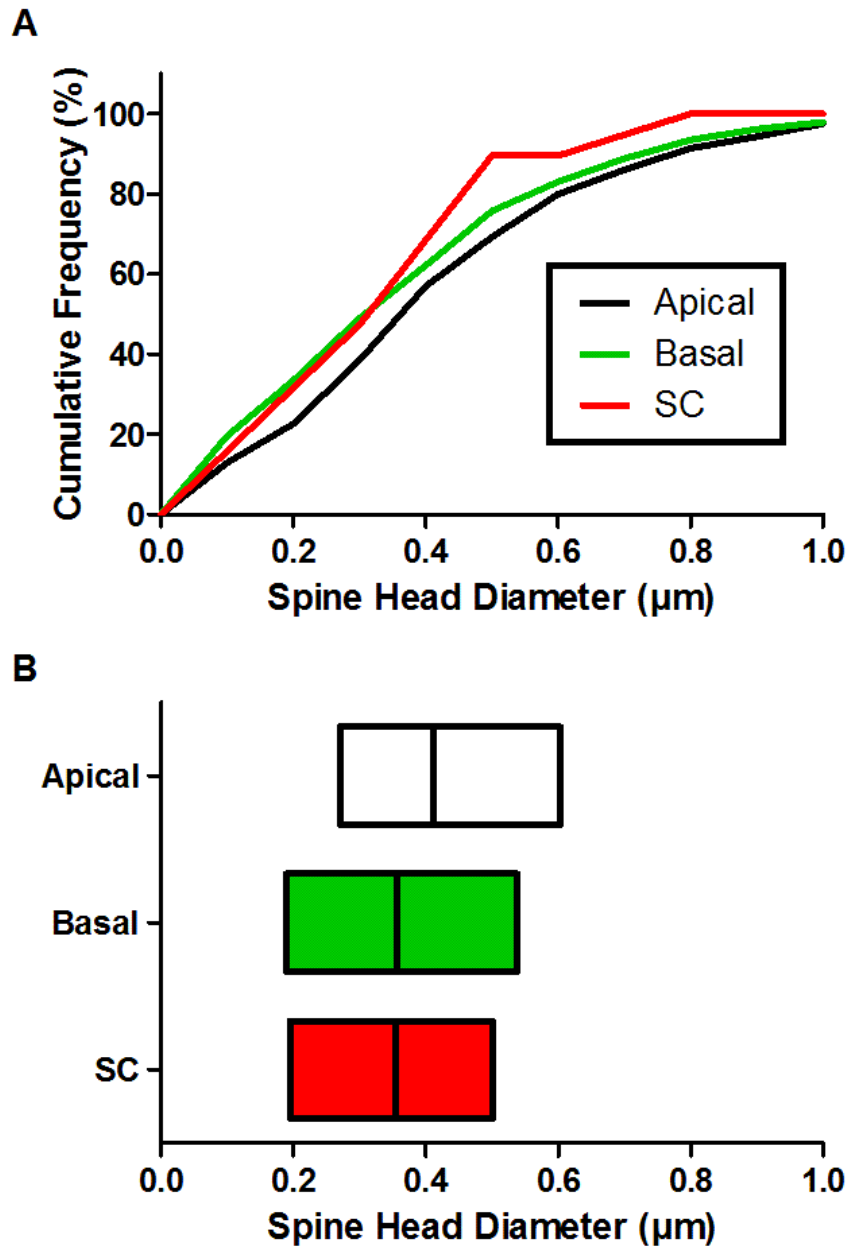 A
Cumulative Frequency (%)
100
80
60
40
20
0
Apical
Basal
SC
0.0 0.2 0.4 0.6 0.8 1.0
Spine Head Diameter (µm)
B
Apical
Basal
SC
0.0 0.2 0.4 0.6 0.8 1.0
Spine Head Diameter (µm)